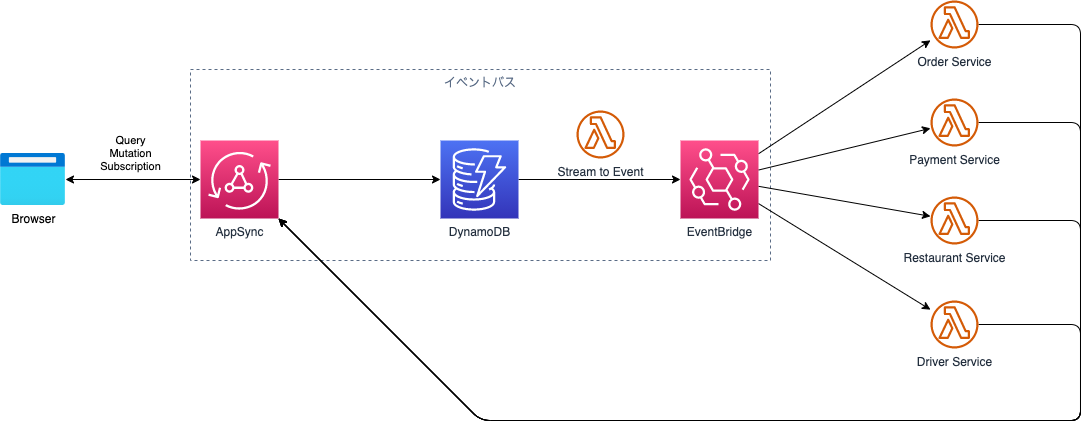 Order Service
イベントバス
Query
Mutation
Subscription
Payment Service
Stream to Event
Browser
AppSync
DynamoDB
EventBridge
Restaurant Service
Driver Service